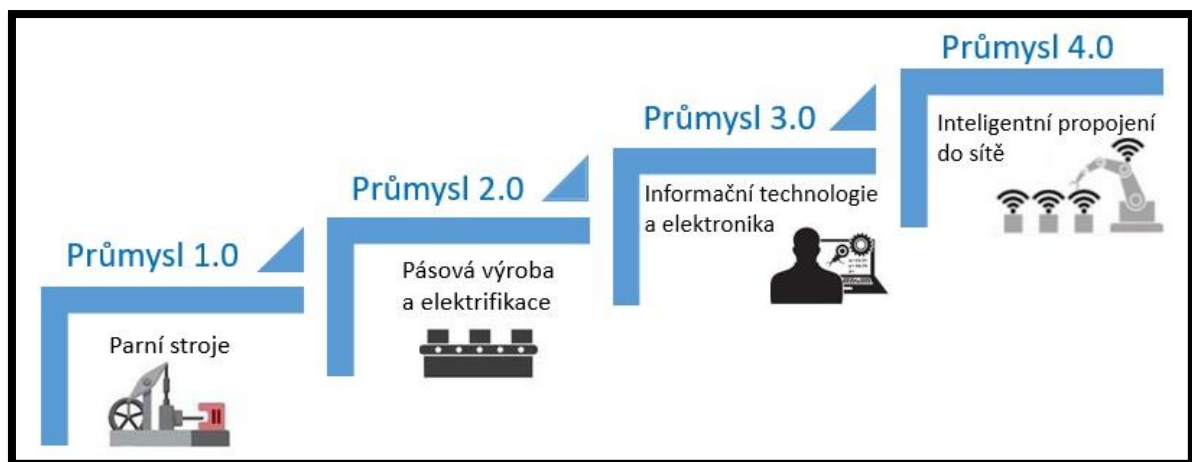 Průmysl 1.0
Parní stroje
Průmysl 2.0
Pásová výroba
a elektrifikace
Průmysl 3.0
Informační technologie
a elektronika
Průmysl 4.0
Inteligentní propojení
do sítě